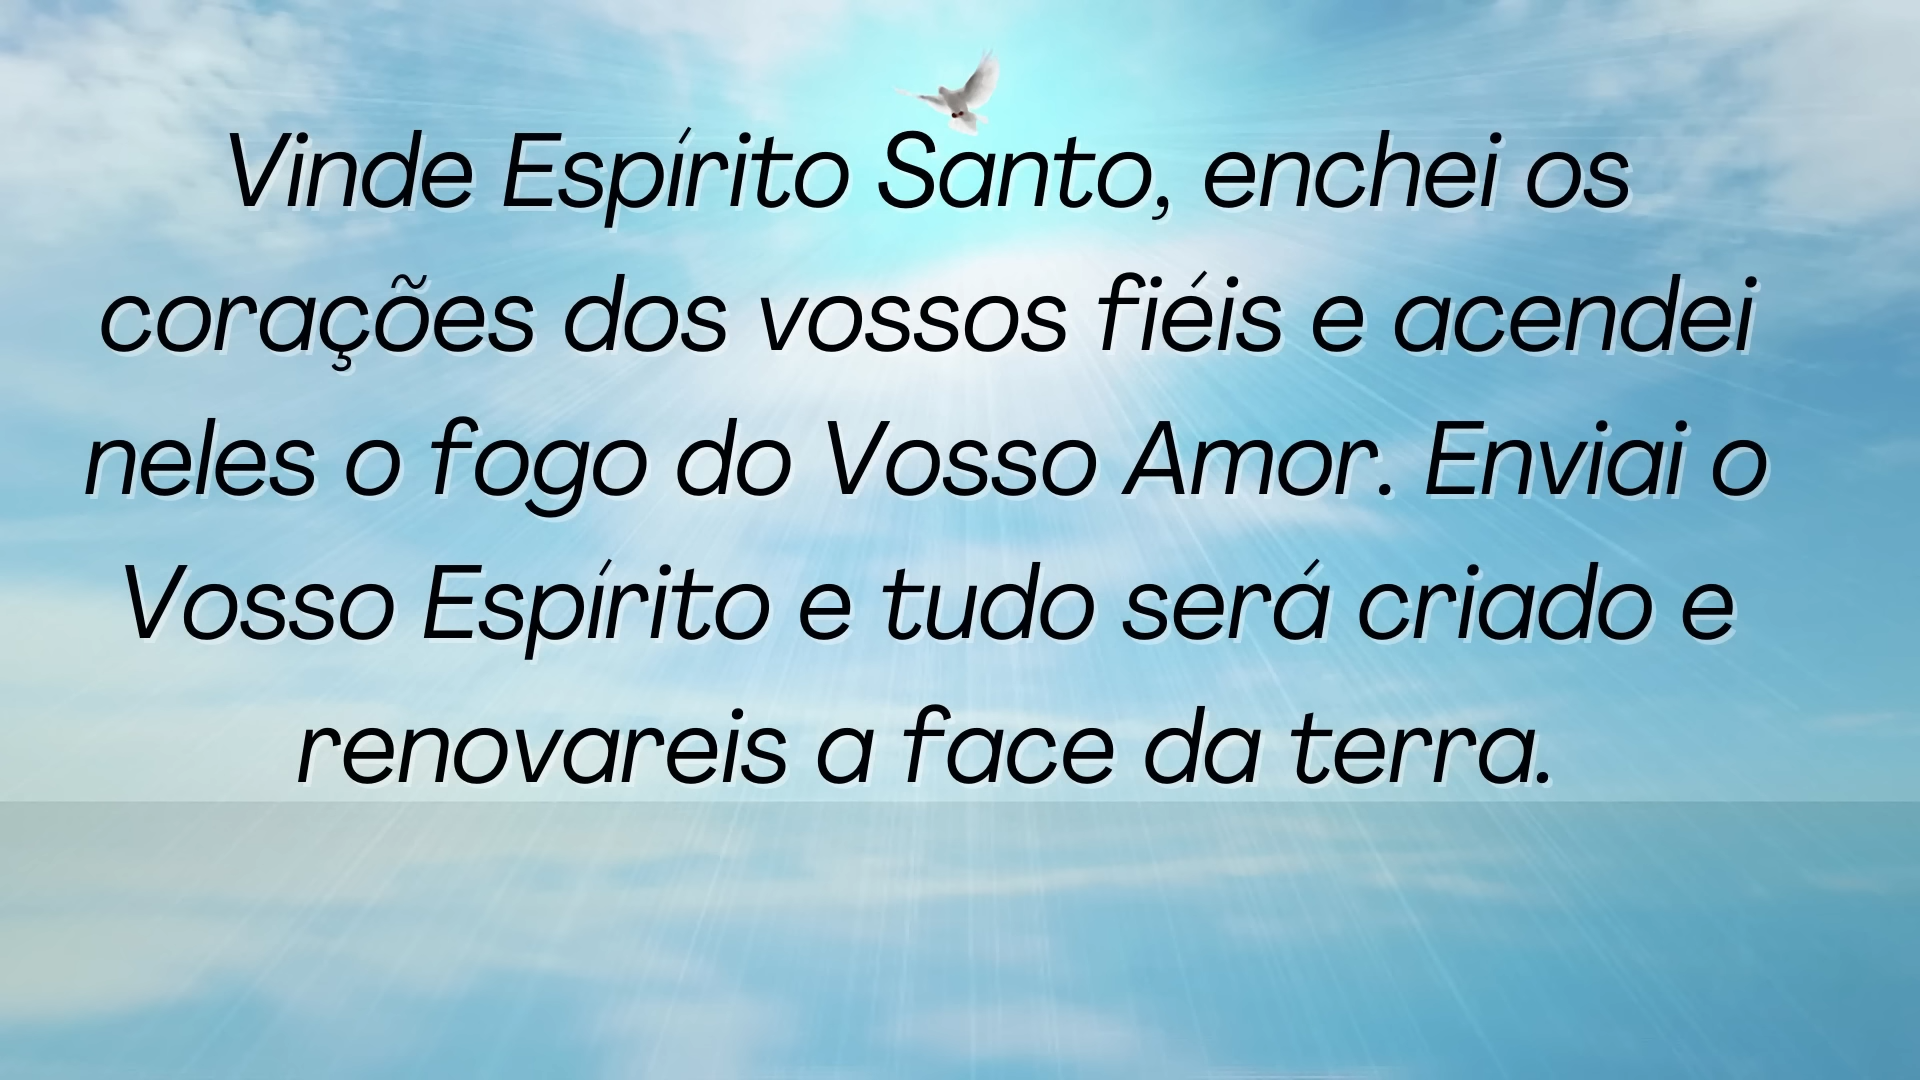 Vinde Espírito Santo, enchei os
corações dos vossos fiéis e acendei
neles o fogo do Vosso Amor. Enviai o
Vosso Espírito e tudo será criado e
renovareis a face da terra.